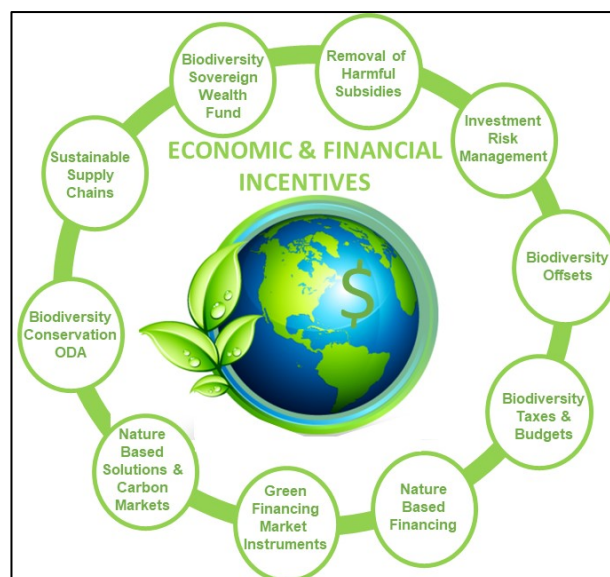 Biodiversity
Sovereign
Wealth
Fund
Removal of
Harmful
Subsidies
Investment
Risk
Management
Biodiversity
Offsets
Biodiversity
Taxes &
Budgets
Nature
Based
Financing
Green
Financing
Market
Instruments
Nature
Based
Solutions &
Carbon
Markets
Biodiversity
Conservation
ODA
Sustainable
Supply
Chains
ECONOMIC & FINANCIAL
INCENTIVES
$